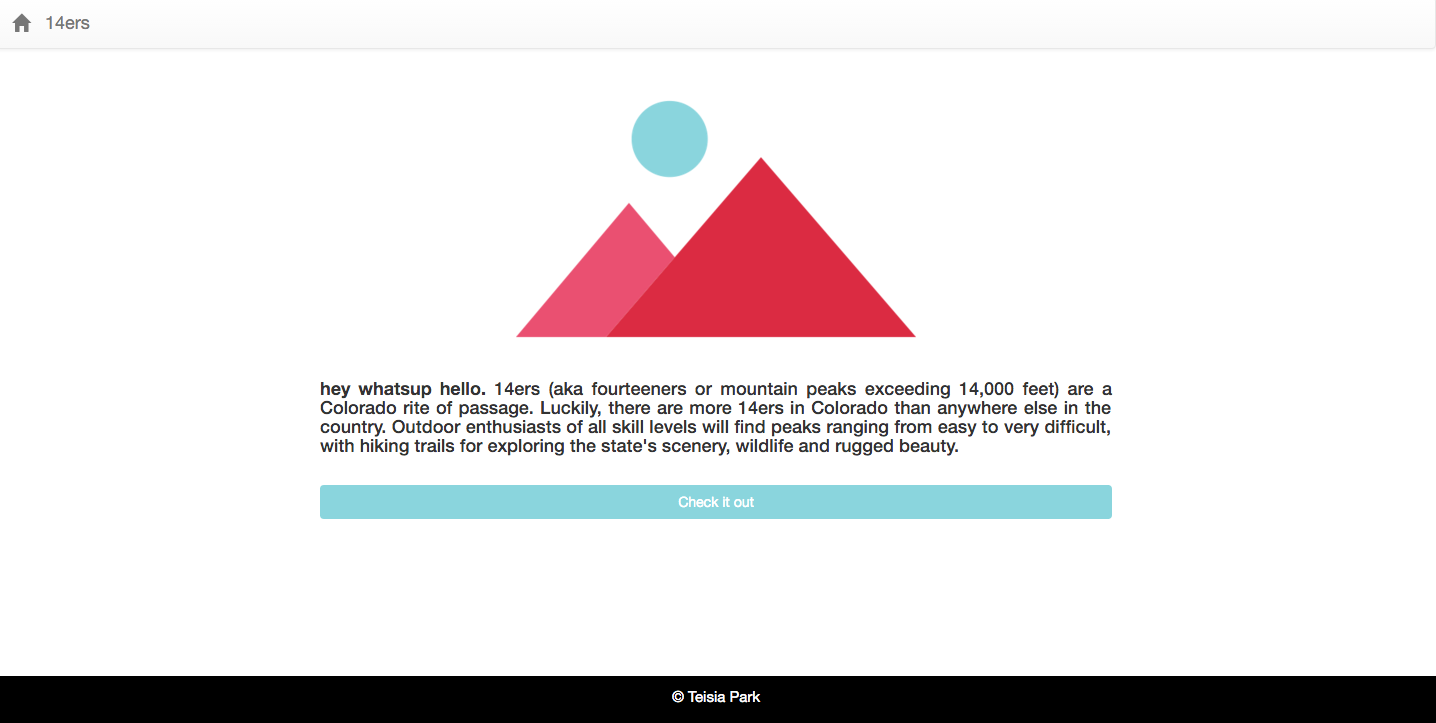 14ers
hey whatsup hello. 14ers (aka fourteeners or mountain peaks exceeding 14,000 feet) are a
Colorado rite of passage. Luckily, there are more 14ers in Colorado than anywhere else in the
country. Outdoor enthusiasts of all skill levels will find peaks ranging from easy to very difficult,
with hiking trails for exploring the state's scenery, wildlife and rugged beauty.
Check it out
© Teisia Park